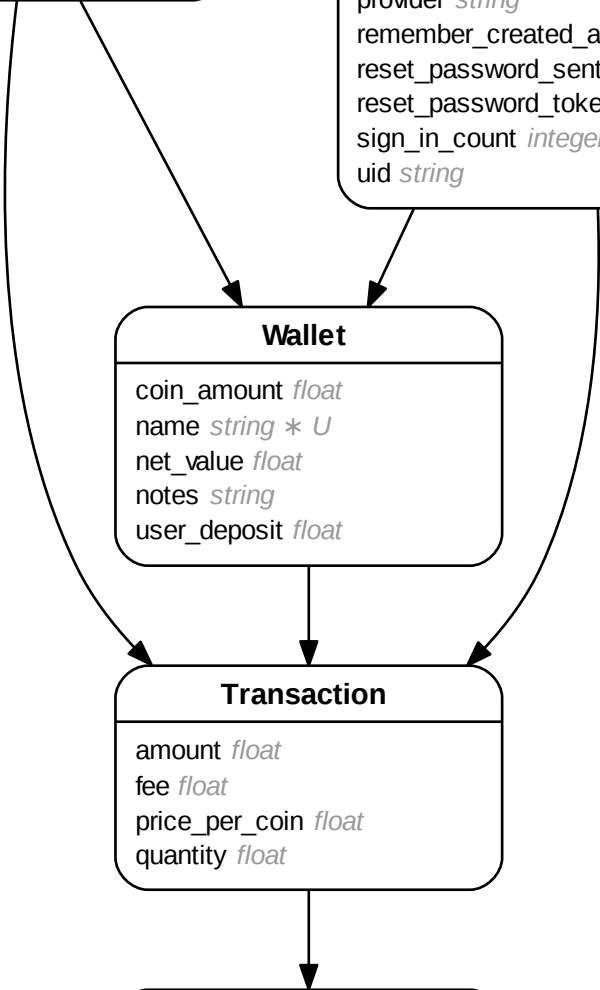 provider string
remember_created_a
reset_password_sent
reset_password_toke
sign_in_count integer
uid string
Wallet
coin_amount float
name string ∗ U
net_value float
notes string
user_deposit float
Transaction
amount float
fee float
price_per_coin float
quantity float